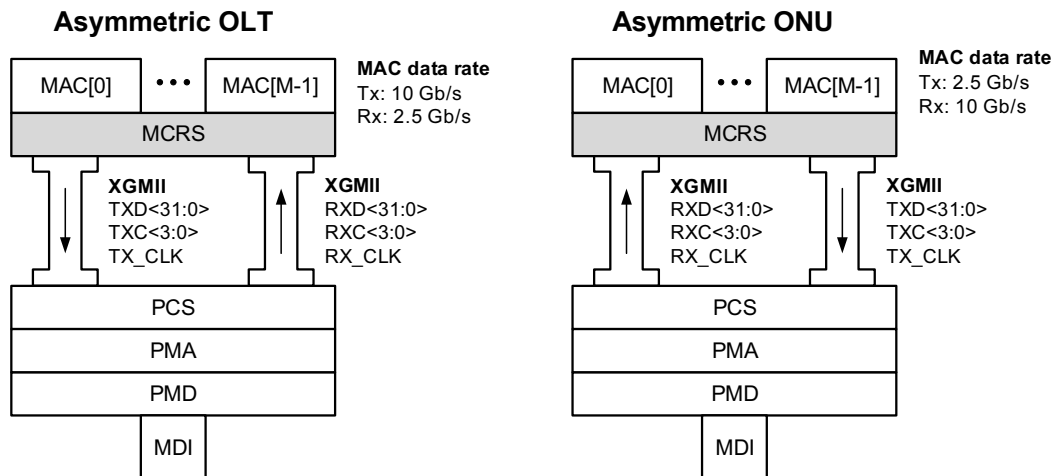 Asymmetric OLT
MAC[0]
•••
MAC[M-1]
MAC data rate
Tx: 10 Gb/s
Rx: 2.5 Gb/s
MCRS
XGMII
TXD<31:0>
TXC<3:0>
TX_CLK
XGMII
RXD<31:0>
RXC<3:0>
RX_CLK
PCS
PMA
PMD
MDI
Asymmetric ONU
MAC[0]
•••
MAC[M-1]
MAC data rate
Tx: 2.5 Gb/s
Rx: 10 Gb/s
MCRS
XGMII
RXD<31:0>
RXC<3:0>
RX_CLK
XGMII
TXD<31:0>
TXC<3:0>
TX_CLK
PCS
PMA
PMD
MDI